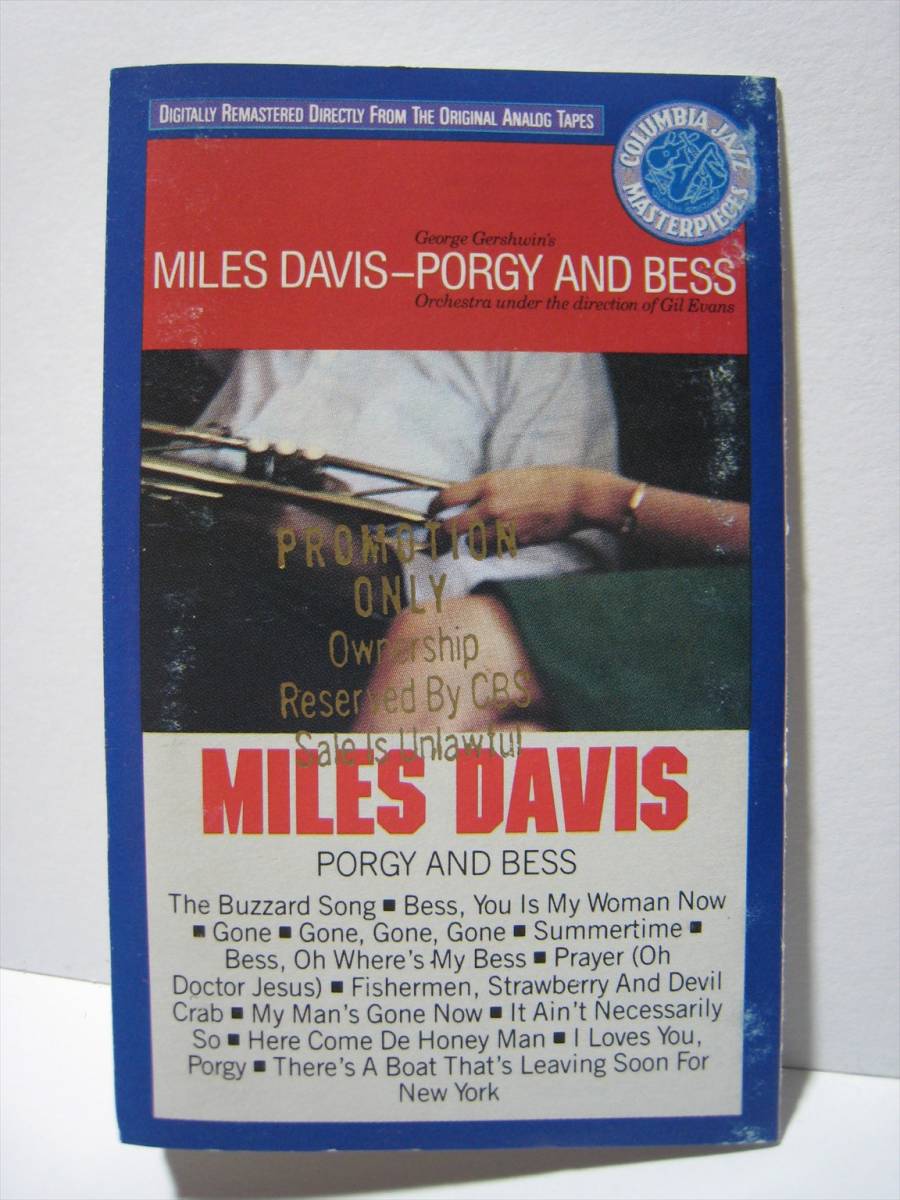 DIGITALLY REMASTERED DIRECTLY FROM THE ORIGINAL ANALOG TAPES
COLUMBIA JAZZ
MASTERPIECES
George Gershwin's
MILES DAVIS–PORGY AND BESS
Orchestra under the direction of Gil Evans
PROMOTION
ONLY
Ownership
Reserved By CBS
Sale Is Unlawful
MILES DAVIS
PORGY AND BESS
The Buzzard Song ■ Bess, You Is My Woman Now
■ Gone ■ Gone, Gone, Gone ■ Summertime ■
Bess, Oh Where's My Bess ■ Prayer (Oh
Doctor Jesus) ■ Fishermen, Strawberry And Devil
Crab ■ My Man's Gone Now ■ It Ain't Necessarily
So ■ Here Come De Honey Man ■ I Loves You,
Porgy ■ There's A Boat That's Leaving Soon For
New York